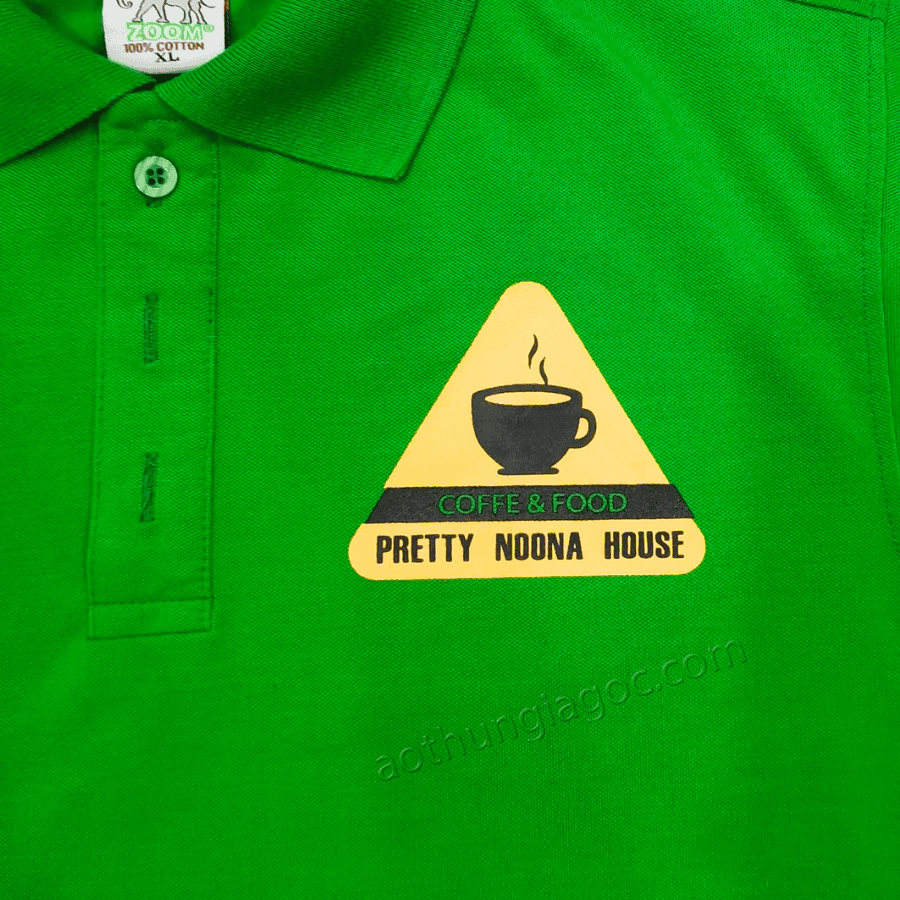 ZOOM
100% COTTON
XL
COFFE & FOOD
PRETTY NOONA HOUSE
aothungiagoc.com